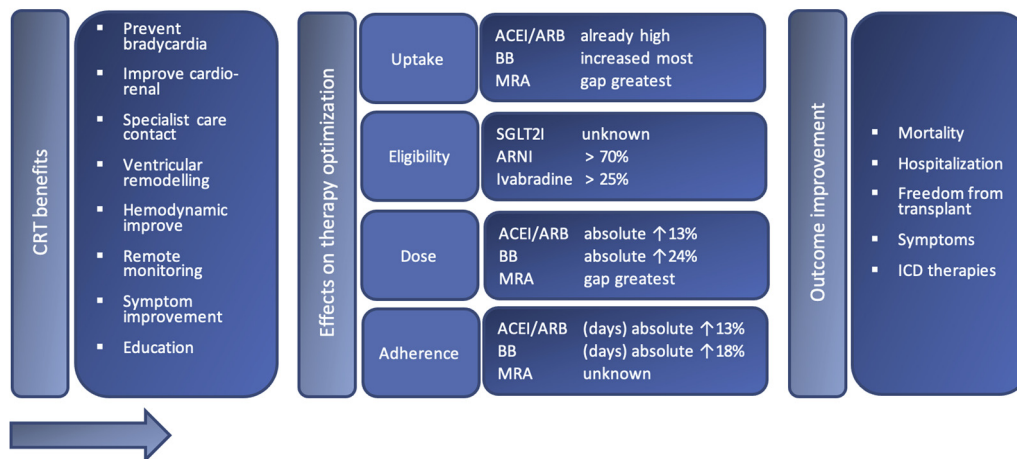 CRT benefits
Prevent
bradycardia
Improve cardio-
renal
Specialist care
contact
Ventricular
remodelling
Hemodynamic
improve
Remote
monitoring
Symptom
improvement
Education
Effects on therapy optimization
Uptake
ACEI/ARB already high
BB increased most
MRA gap greatest
Eligibility
SGLT2I unknown
ARNI > 70%
Ivabradine > 25%
Dose
ACEI/ARB absolute ↑13%
BB absolute ↑24%
MRA gap greatest
Adherence
ACEI/ARB (days) absolute ↑13%
BB (days) absolute ↑18%
MRA unknown
Outcome improvement
Mortality
Hospitalization
Freedom from
transplant
Symptoms
ICD therapies